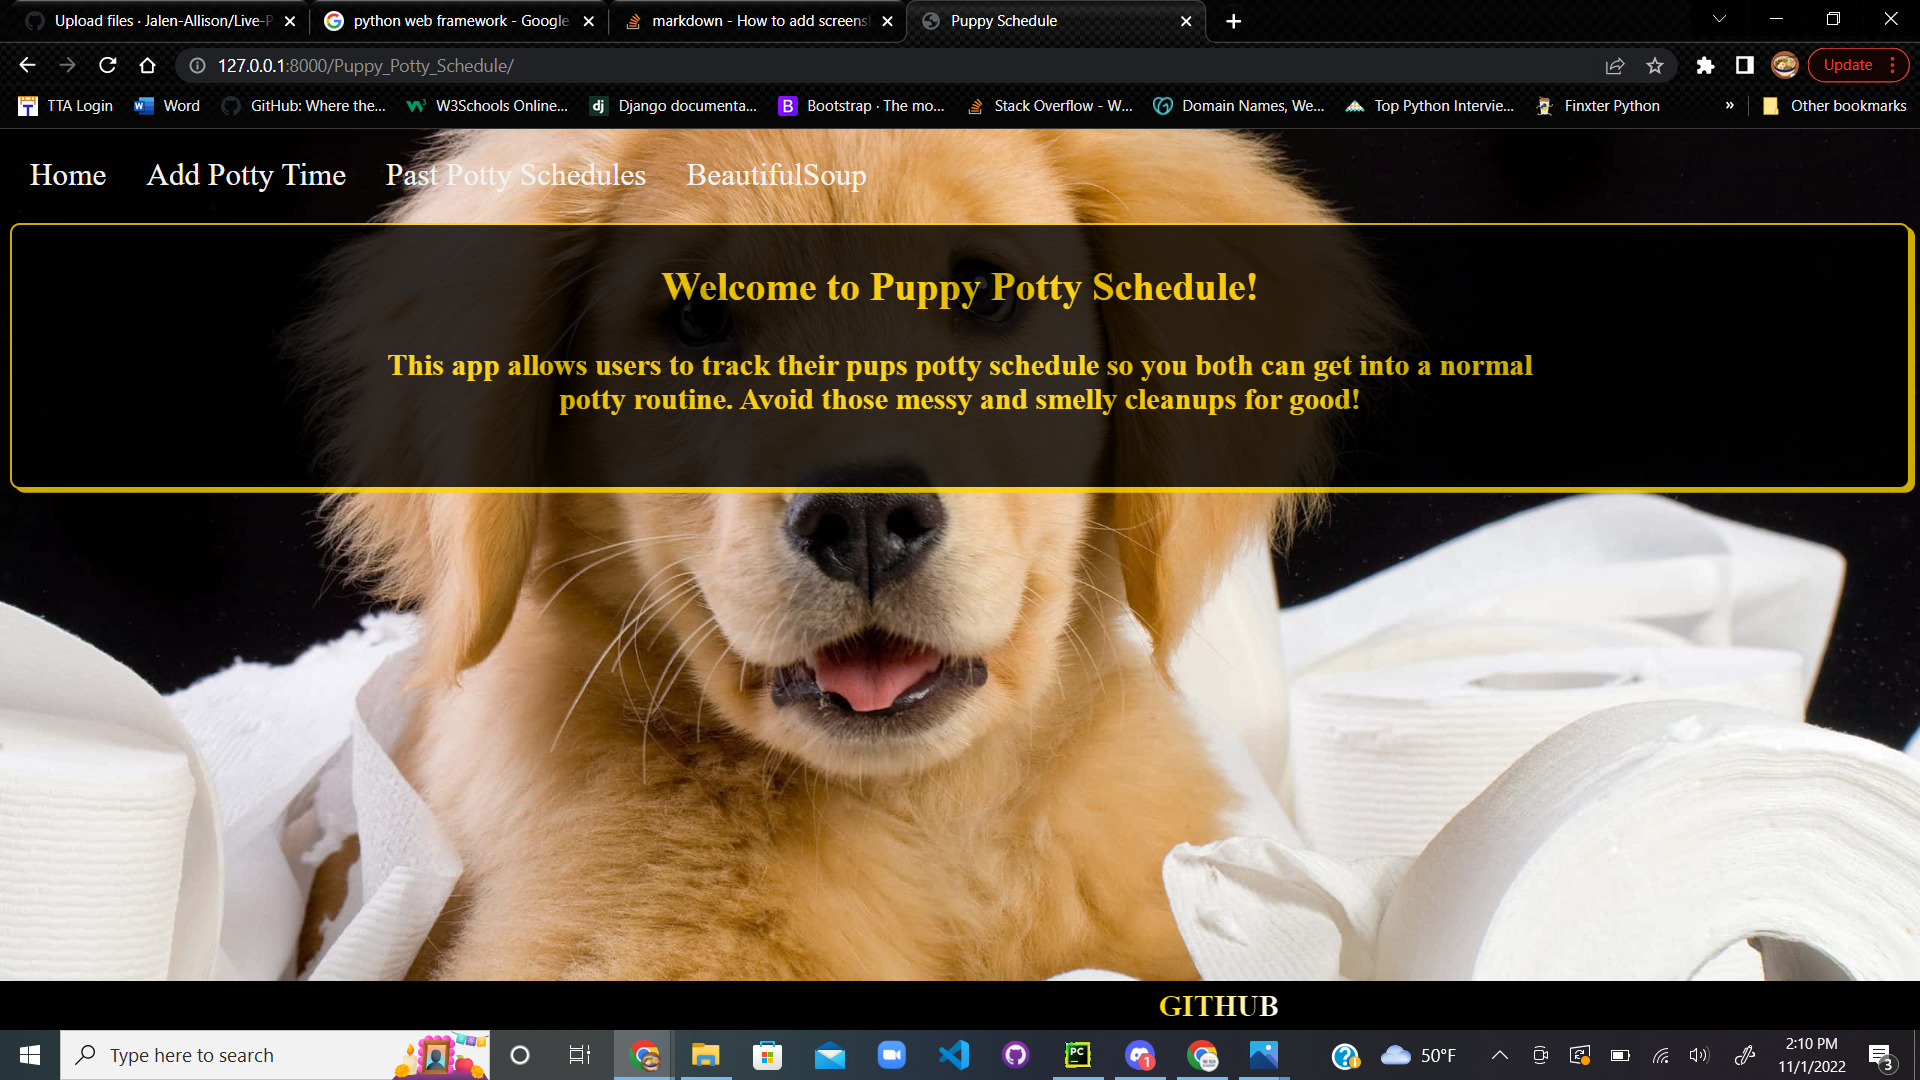 Upload files · Jalen-Allison/Live-P
python web framework - Google
markdown - How to add screensh
Puppy Schedule
127.0.0.1:8000/Puppy_Potty_Schedule/
Update
TTA Login
Word
GitHub: Where the...
W3Schools Online...
Django documenta...
Bootstrap · The mo...
Stack Overflow - W...
Domain Names, We...
Top Python Intervie...
Finxter Python
»
Other bookmarks
Home
Add Potty Time
Past Potty Schedules
BeautifulSoup
Welcome to Puppy Potty Schedule!
This app allows users to track their pups potty schedule so you both can get into a normal
potty routine. Avoid those messy and smelly cleanups for good!
GITHUB
Type here to search
50°F
2:10 PM
11/1/2022
3